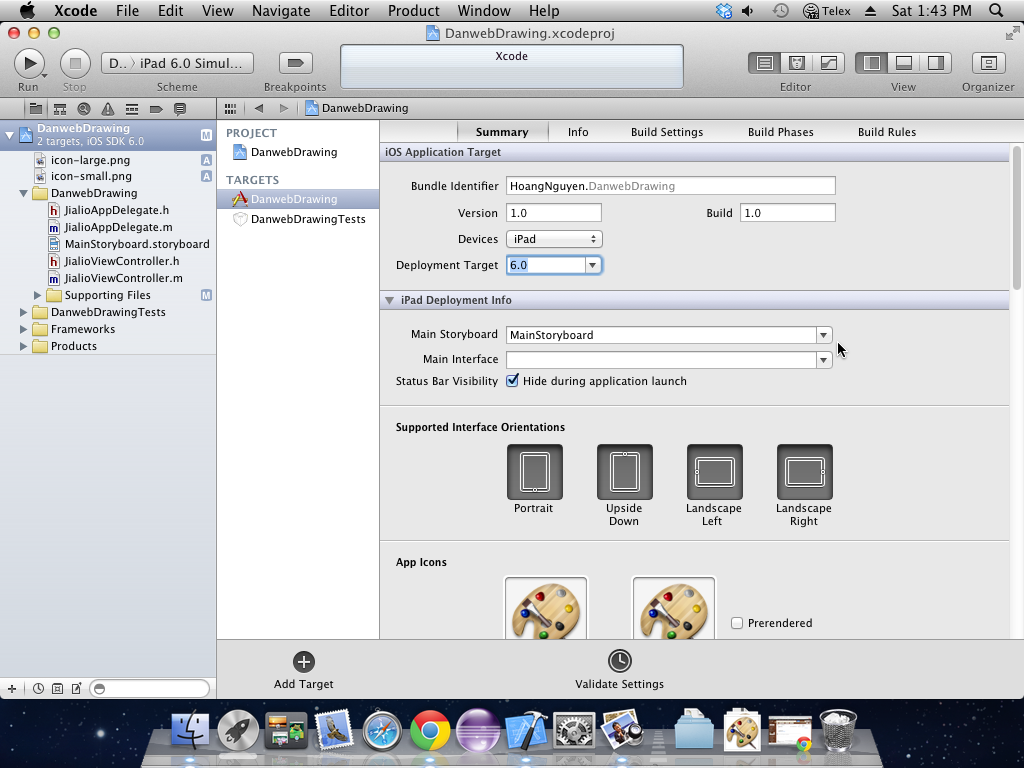 Xcode File Edit View Navigate Editor Product Window Help Telex Sat 1:43 PM
DanwebDrawing.xcodeproj
D.. iPad 6.0 Simul...
Xcode
Run Stop Scheme Breakpoints Editor View Organizer
DanwebDrawing
DanwebDrawing M
2 targets, iOS SDK 6.0
icon-large.png A
icon-small.png A
DanwebDrawing
h JialioAppDelegate.h
m JialioAppDelegate.m
MainStoryboard.storyboard
h JialioViewController.h
m JialioViewController.m
Supporting Files M
DanwebDrawingTests
Frameworks
Products
PROJECT
DanwebDrawing
TARGETS
DanwebDrawing
DanwebDrawingTests
Summary Info Build Settings Build Phases Build Rules
iOS Application Target
Bundle Identifier HoangNguyen.DanwebDrawing
Version 1.0 Build 1.0
Devices iPad
Deployment Target 6.0
iPad Deployment Info
Main Storyboard MainStoryboard
Main Interface
Status Bar Visibility Hide during application launch
Supported Interface Orientations
Portrait
Upside
Down
Landscape
Left
Landscape
Right
App Icons
Prerendered
Add Target Validate Settings